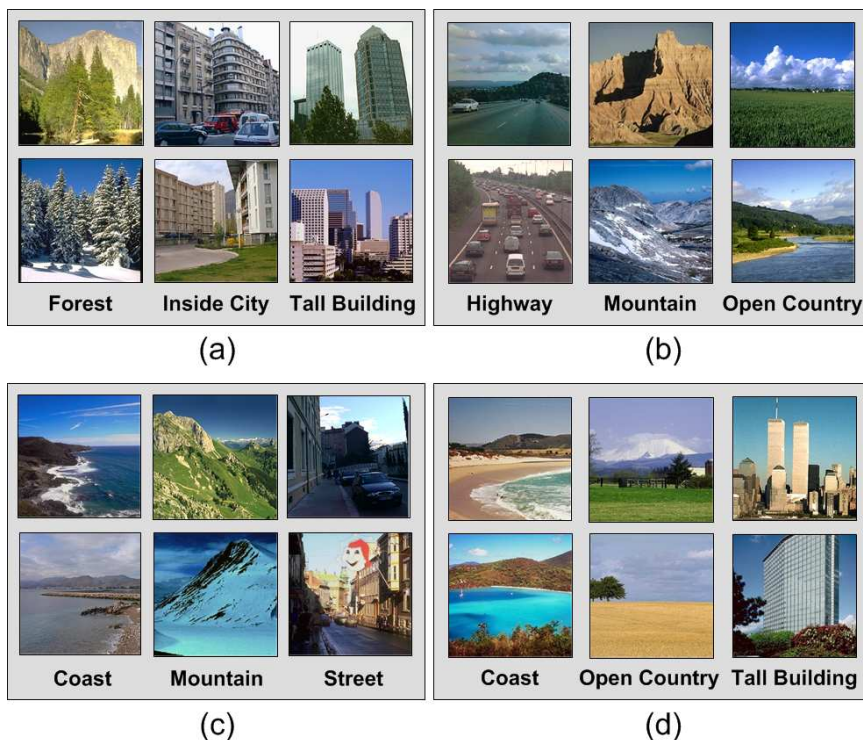 Forest Inside City Tall Building
(a)
Highway Mountain Open Country
(b)
Coast Mountain Street
(c)
Coast Open Country Tall Building
(d)